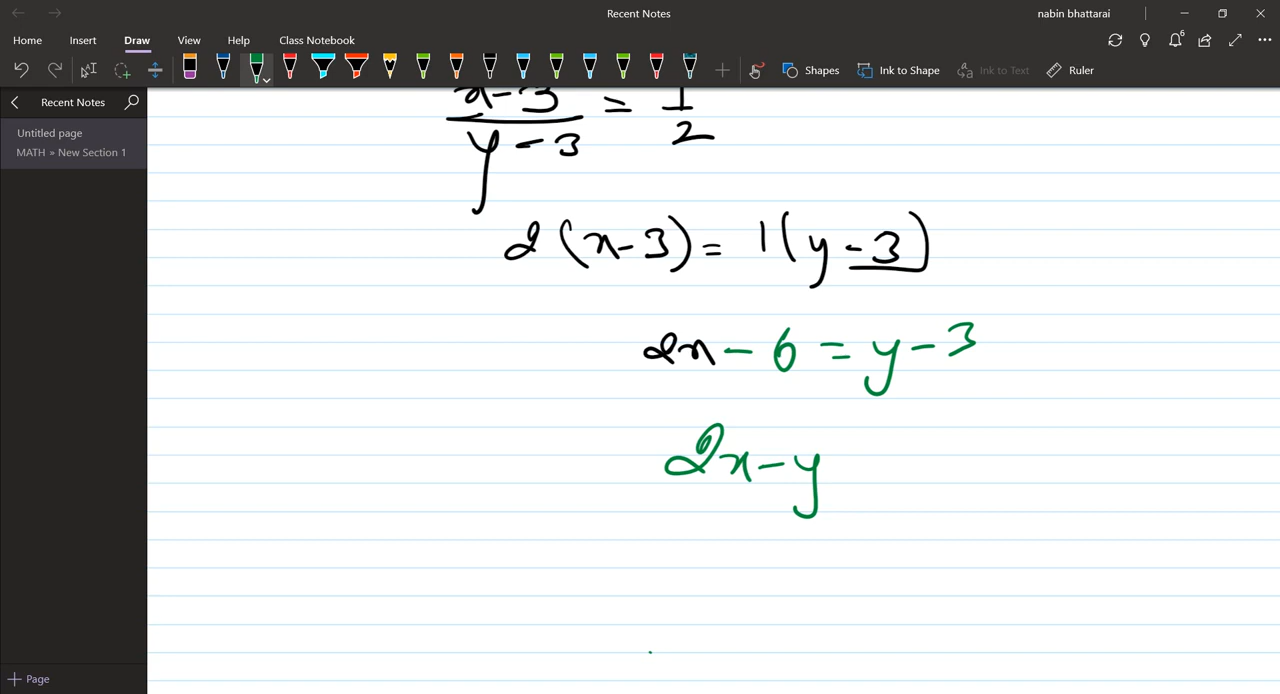 Recent Notes
nabin bhattarai
Home Insert Draw View Help Class Notebook
6
Shapes Ink to Shape Ink to Text Ruler
Recent Notes
Untitled page
MATH » New Section 1
x-3 = 1
y-3 2
2(x-3) = 1(y-3)
2x-6 = y-3
2x-y
Page